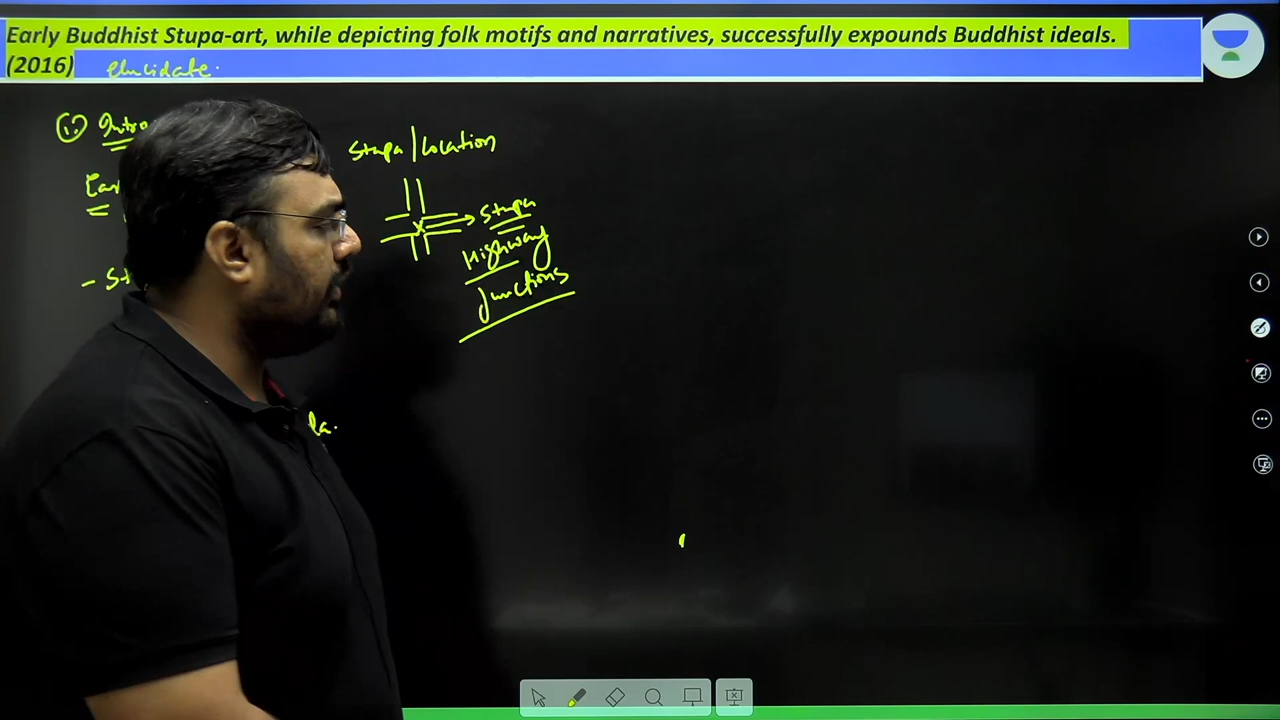 Early Buddhist Stupa-art, while depicting folk motifs and narratives, successfully expounds Buddhist ideals.
(2016) elucidate.
Stupa/Location
Stupa
Highway
Junctions